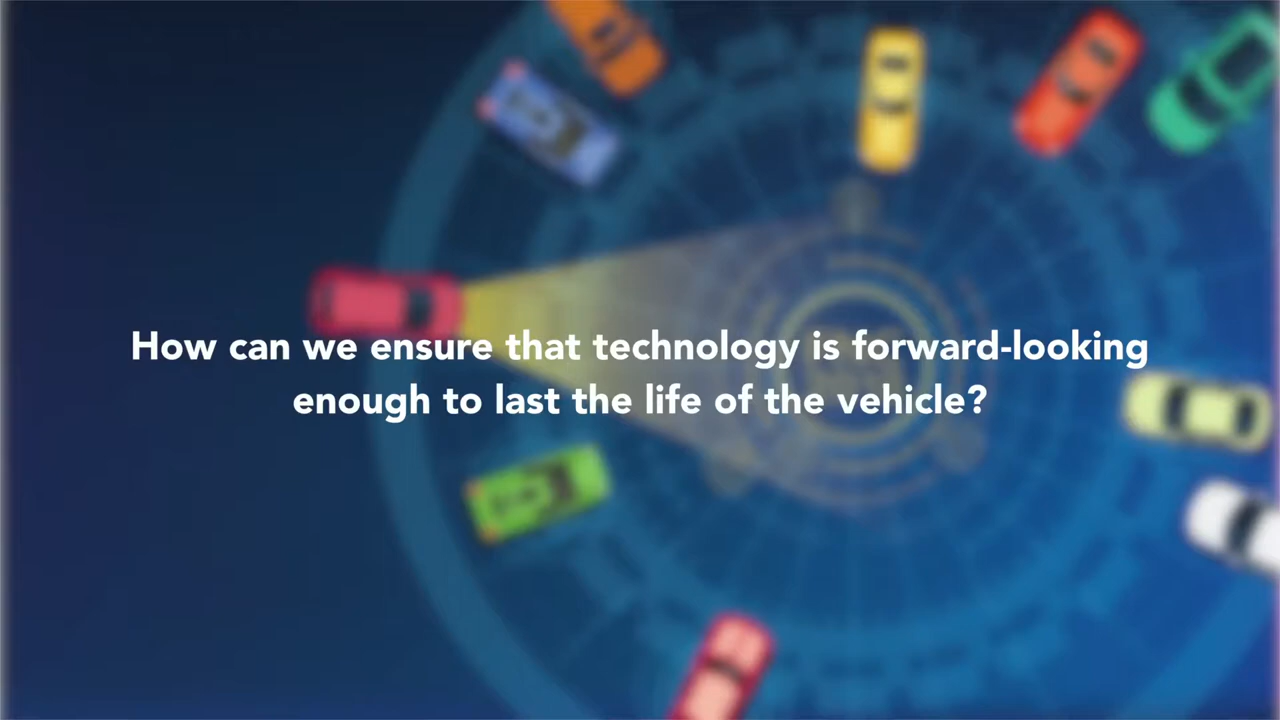 How can we ensure that technology is forward-looking
enough to last the life of the vehicle?